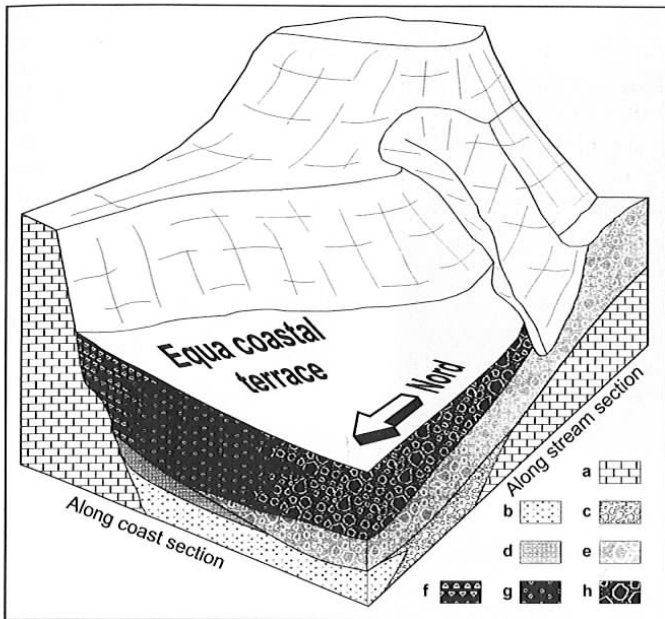 Equa coastal
terrace
Nord
Along coast section
Along stream section
a
b
c
d
e
f
g
h